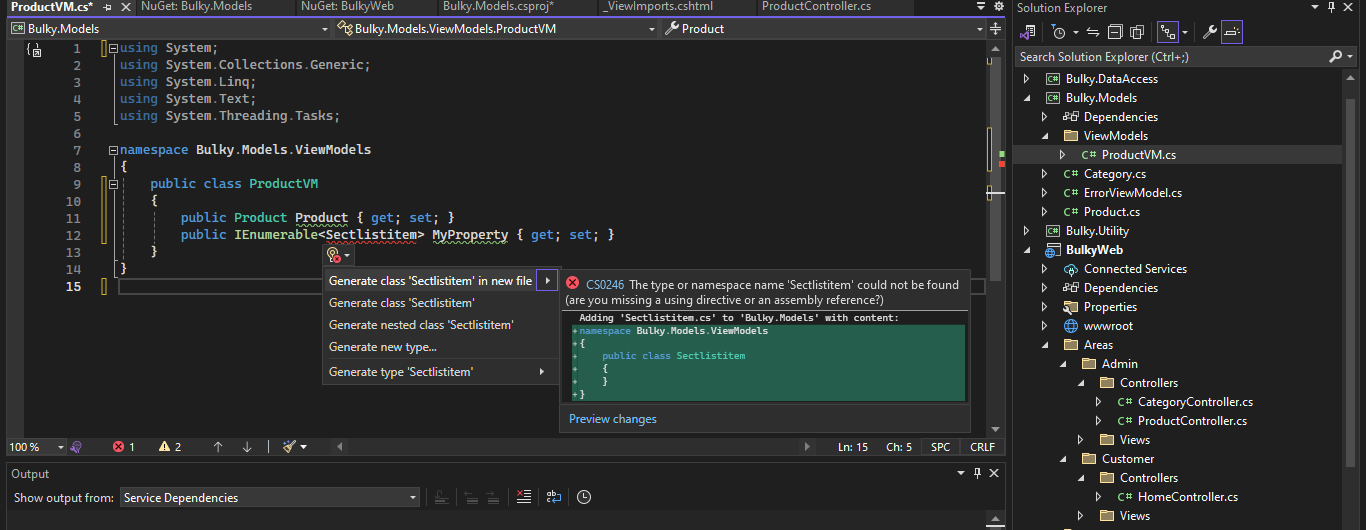 ProductVM.cs*
NuGet: Bulky.Models
NuGet: BulkyWeb
Bulky.Models.csproj*
_ViewImports.cshtml
ProductController.cs
Bulky.Models
Bulky.Models.ViewModels.ProductVM
Product
1 using System;
2 using System.Collections.Generic;
3 using System.Linq;
4 using System.Text;
5 using System.Threading.Tasks;
6
7 namespace Bulky.Models.ViewModels
8 {
9 public class ProductVM
10 {
11 public Product Product { get; set; }
12 public IEnumerable<Sectlistitem> MyProperty { get; set; }
13 }
14 }
15
Generate class 'Sectlistitem' in new file
Generate class 'Sectlistitem'
Generate nested class 'Sectlistitem'
Generate new type...
Generate type 'Sectlistitem'
CS0246 The type or namespace name 'Sectlistitem' could not be found
(are you missing a using directive or an assembly reference?)
Adding 'Sectlistitem.cs' to 'Bulky.Models' with content:
+namespace Bulky.Models.ViewModels
+{
+ public class Sectlistitem
+ {
+ }
+}
Preview changes
100 %
1
2
Ln: 15
Ch: 5
SPC
CRLF
Output
Show output from: Service Dependencies
Solution Explorer
Search Solution Explorer (Ctrl+;)
C# Bulky.DataAccess
C# Bulky.Models
Dependencies
ViewModels
C# ProductVM.cs
C# Category.cs
C# ErrorViewModel.cs
C# Product.cs
C# Bulky.Utility
BulkyWeb
Connected Services
Dependencies
Properties
wwwroot
Areas
Admin
Controllers
C# CategoryController.cs
C# ProductController.cs
Views
Customer
Controllers
C# HomeController.cs
Views